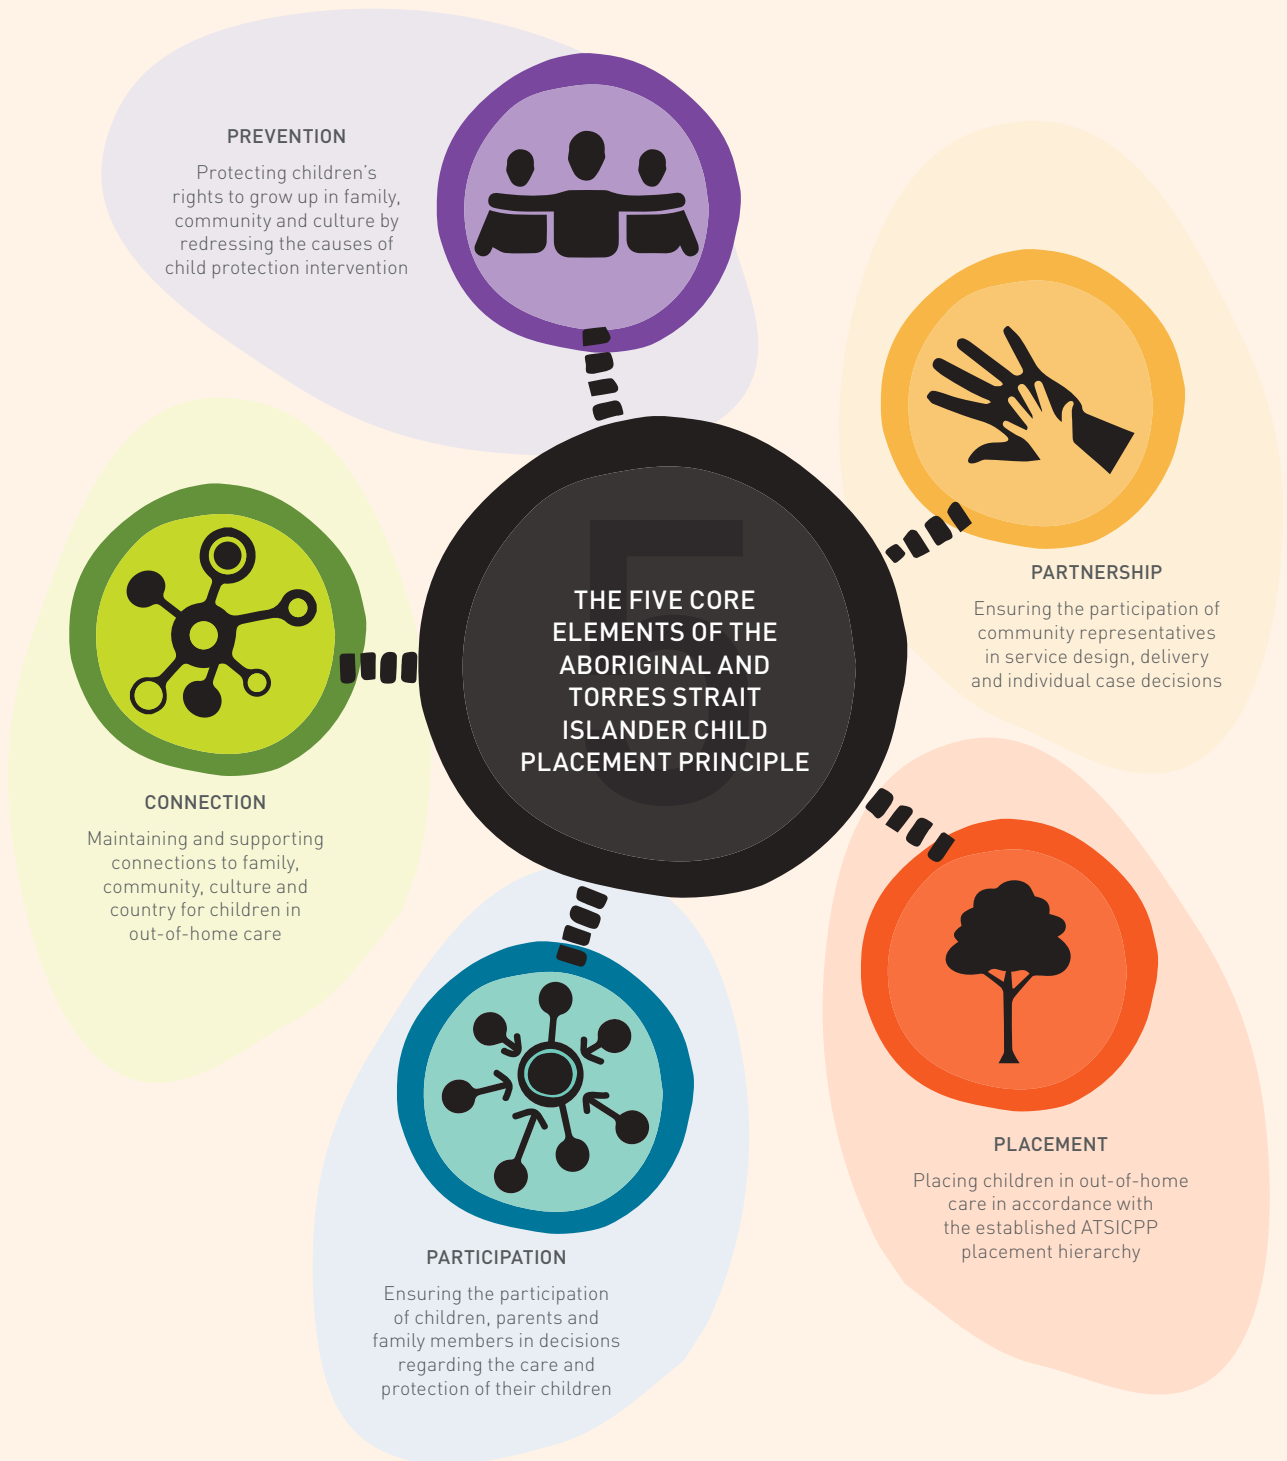 PREVENTION
Protecting children's
rights to grow up in family,
community and culture by
redressing the causes of
child protection intervention
PARTNERSHIP
Ensuring the participation of
community representatives
in service design, delivery
and individual case decisions
5
THE FIVE CORE
ELEMENTS OF THE
ABORIGINAL AND
TORRES STRAIT
ISLANDER CHILD
PLACEMENT PRINCIPLE
CONNECTION
Maintaining and supporting
connections to family,
community, culture and
country for children in
out-of-home care
PLACEMENT
Placing children in out-of-home
care in accordance with
the established ATSICPP
placement hierarchy
PARTICIPATION
Ensuring the participation
of children, parents and
family members in decisions
regarding the care and
protection of their children